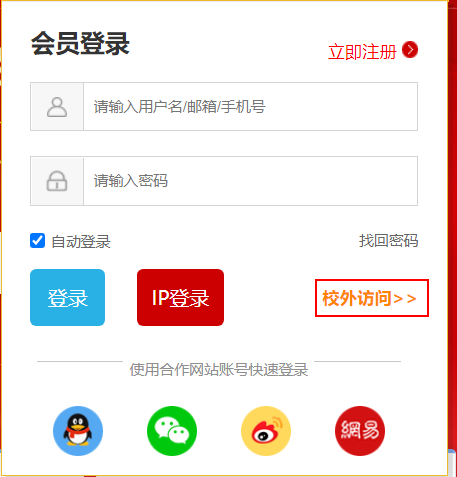 会员登录
立即注册
请输入用户名/邮箱/手机号
请输入密码
自动登录
找回密码
登录
IP登录
校外访问>>
使用合作网站账号快速登录
網易